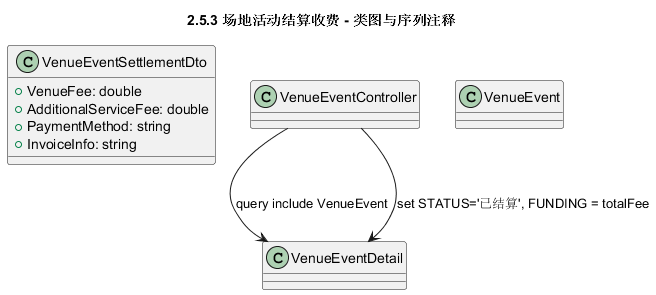 2.5.3 场地活动结算收费 - 类图与序列注释
C VenueEventSettlementDto
VenueFee: double
AdditionalServiceFee: double
PaymentMethod: string
InvoiceInfo: string
C VenueEventController
C VenueEvent
query include VenueEvent
set STATUS='已结算', FUNDING = totalFee
C VenueEventDetail